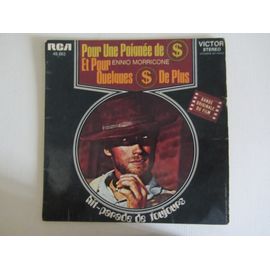 RCA
VICTOR
STEREO
Pour Une Poignée de $
ENNIO MORRICONE
Et Pour
Quelques $ De Plus
BANDE
ORIGINALE
DU FILM
hit-parade de toujours